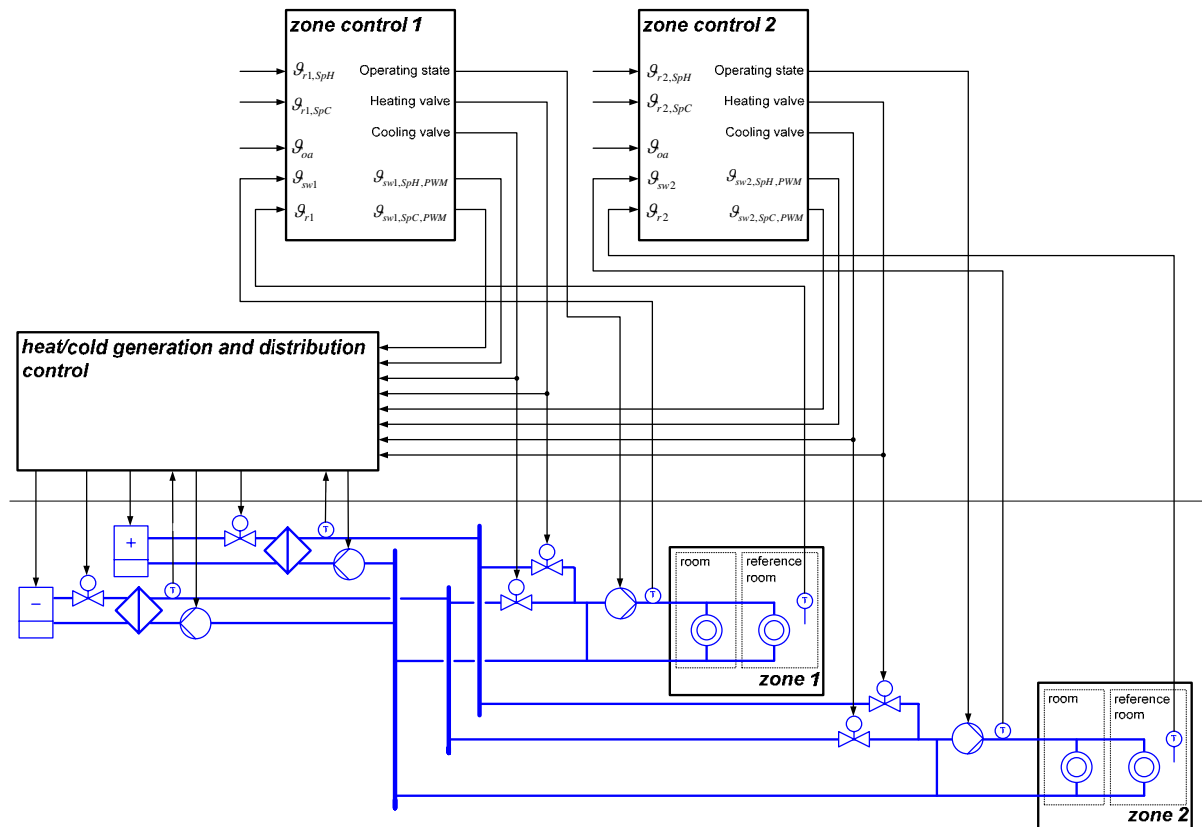 zone control 1
ϑr1,SpH
Operating state
ϑr1,SpC
Heating valve
Cooling valve
ϑoa
ϑsw1
ϑsw1,SpH,PWM
ϑr1
ϑsw1,SpC,PWM
zone control 2
ϑr2,SpH
Operating state
ϑr2,SpC
Heating valve
Cooling valve
ϑoa
ϑsw2
ϑsw2,SpH,PWM
ϑr2
ϑsw2,SpC,PWM
heat/cold generation and distribution
control
T
+
T
−
T
room
reference
room
T
zone 1
T
room
reference
room
T
zone 2